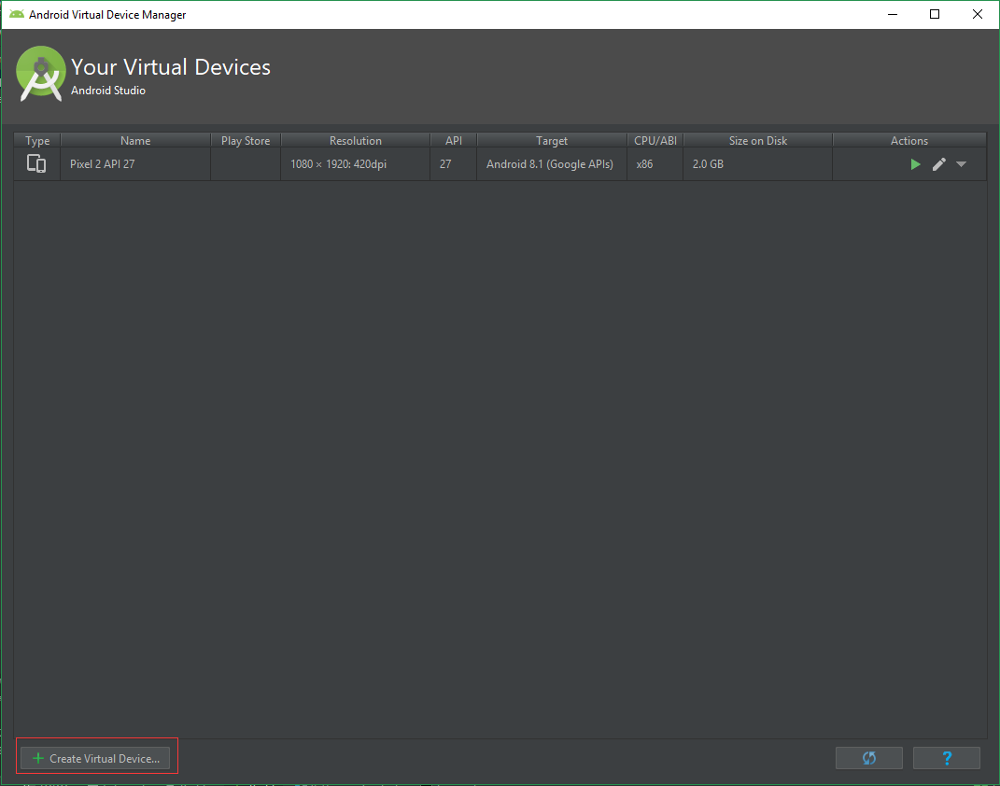 Android Virtual Device Manager
Your Virtual Devices
Android Studio
Type Name Play Store Resolution API Target CPU/ABI Size on Disk Actions
Pixel 2 API 27 1080 × 1920: 420dpi 27 Android 8.1 (Google APIs) x86 2.0 GB
+ Create Virtual Device... ?